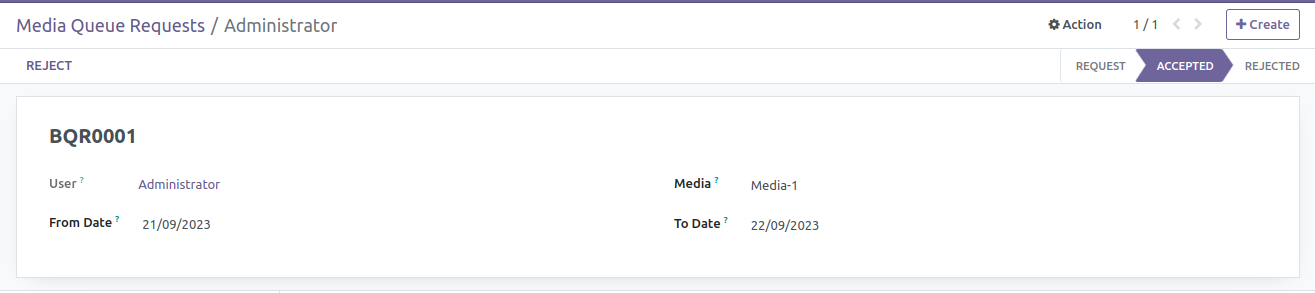 Media Queue Requests / Administrator
Action 1 / 1 Create
REJECT REQUEST ACCEPTED REJECTED
BQR0001
User ? Administrator Media ? Media-1
From Date ? 21/09/2023 To Date ? 22/09/2023